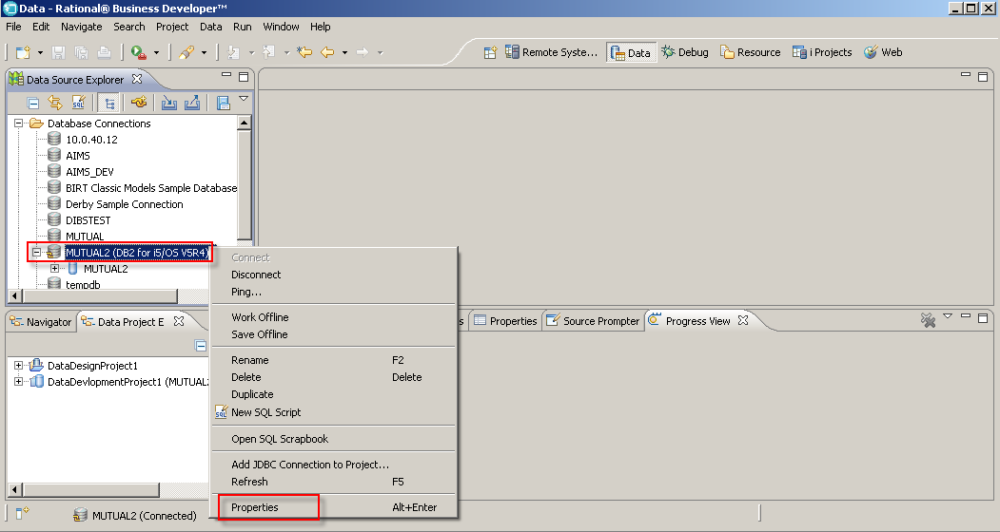 Data - Rational® Business Developer™
File Edit Navigate Search Project Data Run Window Help
Remote Syste... Data Debug Resource i Projects Web
Data Source Explorer
SQL
Database Connections
10.0.40.12
AIMS
AIMS_DEV
BIRT Classic Models Sample Database
Derby Sample Connection
DIBSTEST
MUTUAL
MUTUAL2 (DB2 for i5/OS V5R4)
MUTUAL2
tempdb
Connect
Disconnect
Ping...
Work Offline
Save Offline
Rename F2
Delete Delete
Duplicate
SQL New SQL Script
Open SQL Scrapbook
Add JDBC Connection to Project...
Refresh F5
Properties Alt+Enter
Navigator Data Project E
s Properties Source Prompter Progress View
DataDesignProject1
DataDevlopmentProject1 (MUTUAL2
MUTUAL2 (Connected)